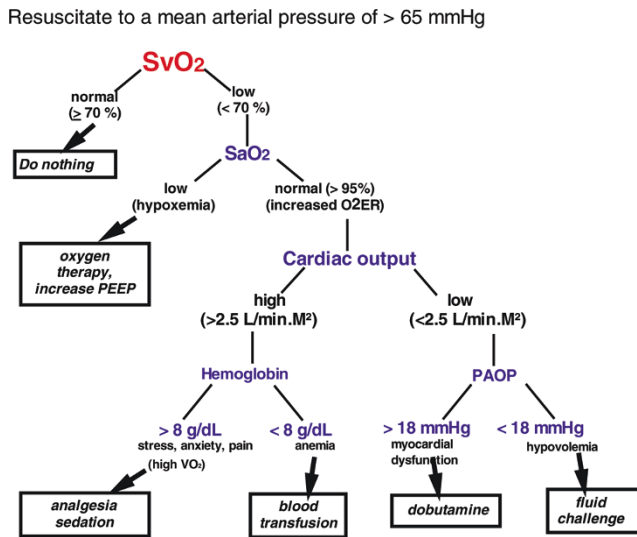 Resuscitate to a mean arterial pressure of > 65 mmHg
SvO₂
normal
(≥ 70 %)
low
(< 70 %)
Do nothing
SaO₂
low
(hypoxemia)
normal (> 95%)
(increased O2ER)
oxygen
therapy,
increase PEEP
Cardiac output
high
(>2.5 L/min.M²)
low
(<2.5 L/min.M²)
Hemoglobin
PAOP
> 8 g/dL
stress, anxiety, pain
(high VO₂)
< 8 g/dL
anemia
> 18 mmHg
myocardial
dysfunction
< 18 mmHg
hypovolemia
analgesia
sedation
blood
transfusion
dobutamine
fluid
challenge